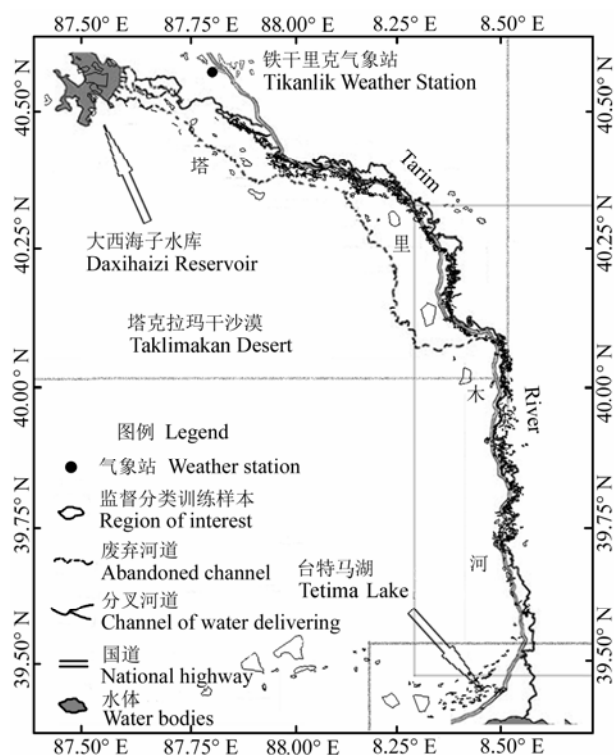 87.50° E 87.75° E 88.00° E 88.25° E 88.50° E
铁干里克气象站
Tikanlik Weather Station
40.50° N
40.50° N
塔
Tarim
大西海子水库
Daxihaizi Reservoir
里
40.25° N
40.25° N
塔克拉玛干沙漠
Taklimakan Desert
木
River
40.00° N
40.00° N
图例 Legend
气象站 Weather station
监督分类训练样本
Region of interest
39.75° N
39.75° N
废弃河道
Abandoned channel
台特马湖
Tetima Lake
河
分叉河道
Channel of water delivering
国道
National highway
39.50° N
39.50° N
水体
Water bodies
87.50° E 87.75° E 88.00° E 88.25° E 88.50° E